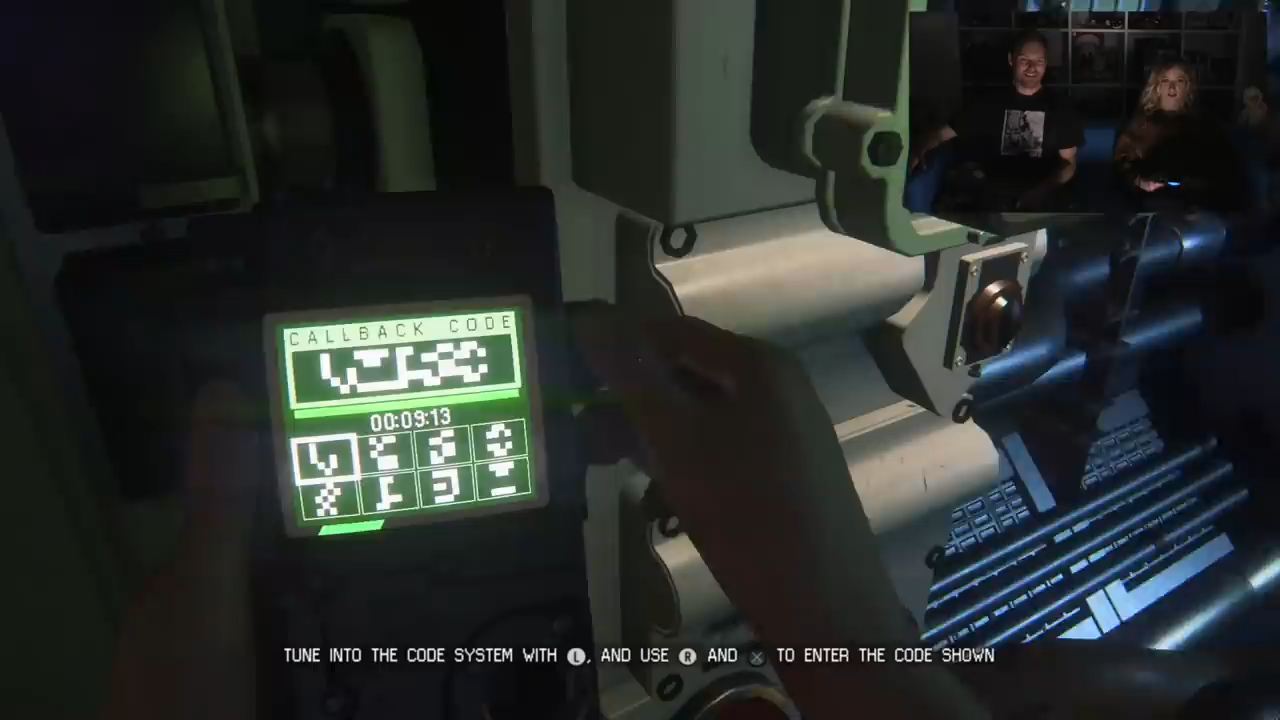 CALLBACK CODE
00:09:13
TUNE INTO THE CODE SYSTEM WITH L, AND USE R AND X TO ENTER THE CODE SHOWN